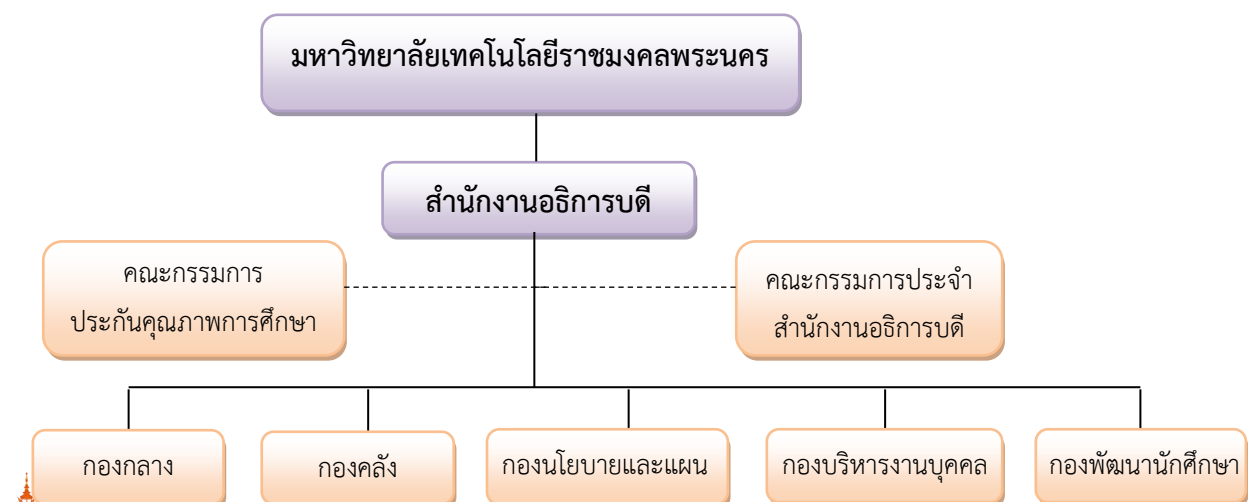 มหาวิทยาลัยเทคโนโลยีราชมงคลพระนคร
สำนักงานอธิการบดี
คณะกรรมการ
ประกันคุณภาพการศึกษา
คณะกรรมการประจำ
สำนักงานอธิการบดี
กองกลาง
กองคลัง
กองนโยบายและแผน
กองบริหารงานบุคคล
กองพัฒนานักศึกษา